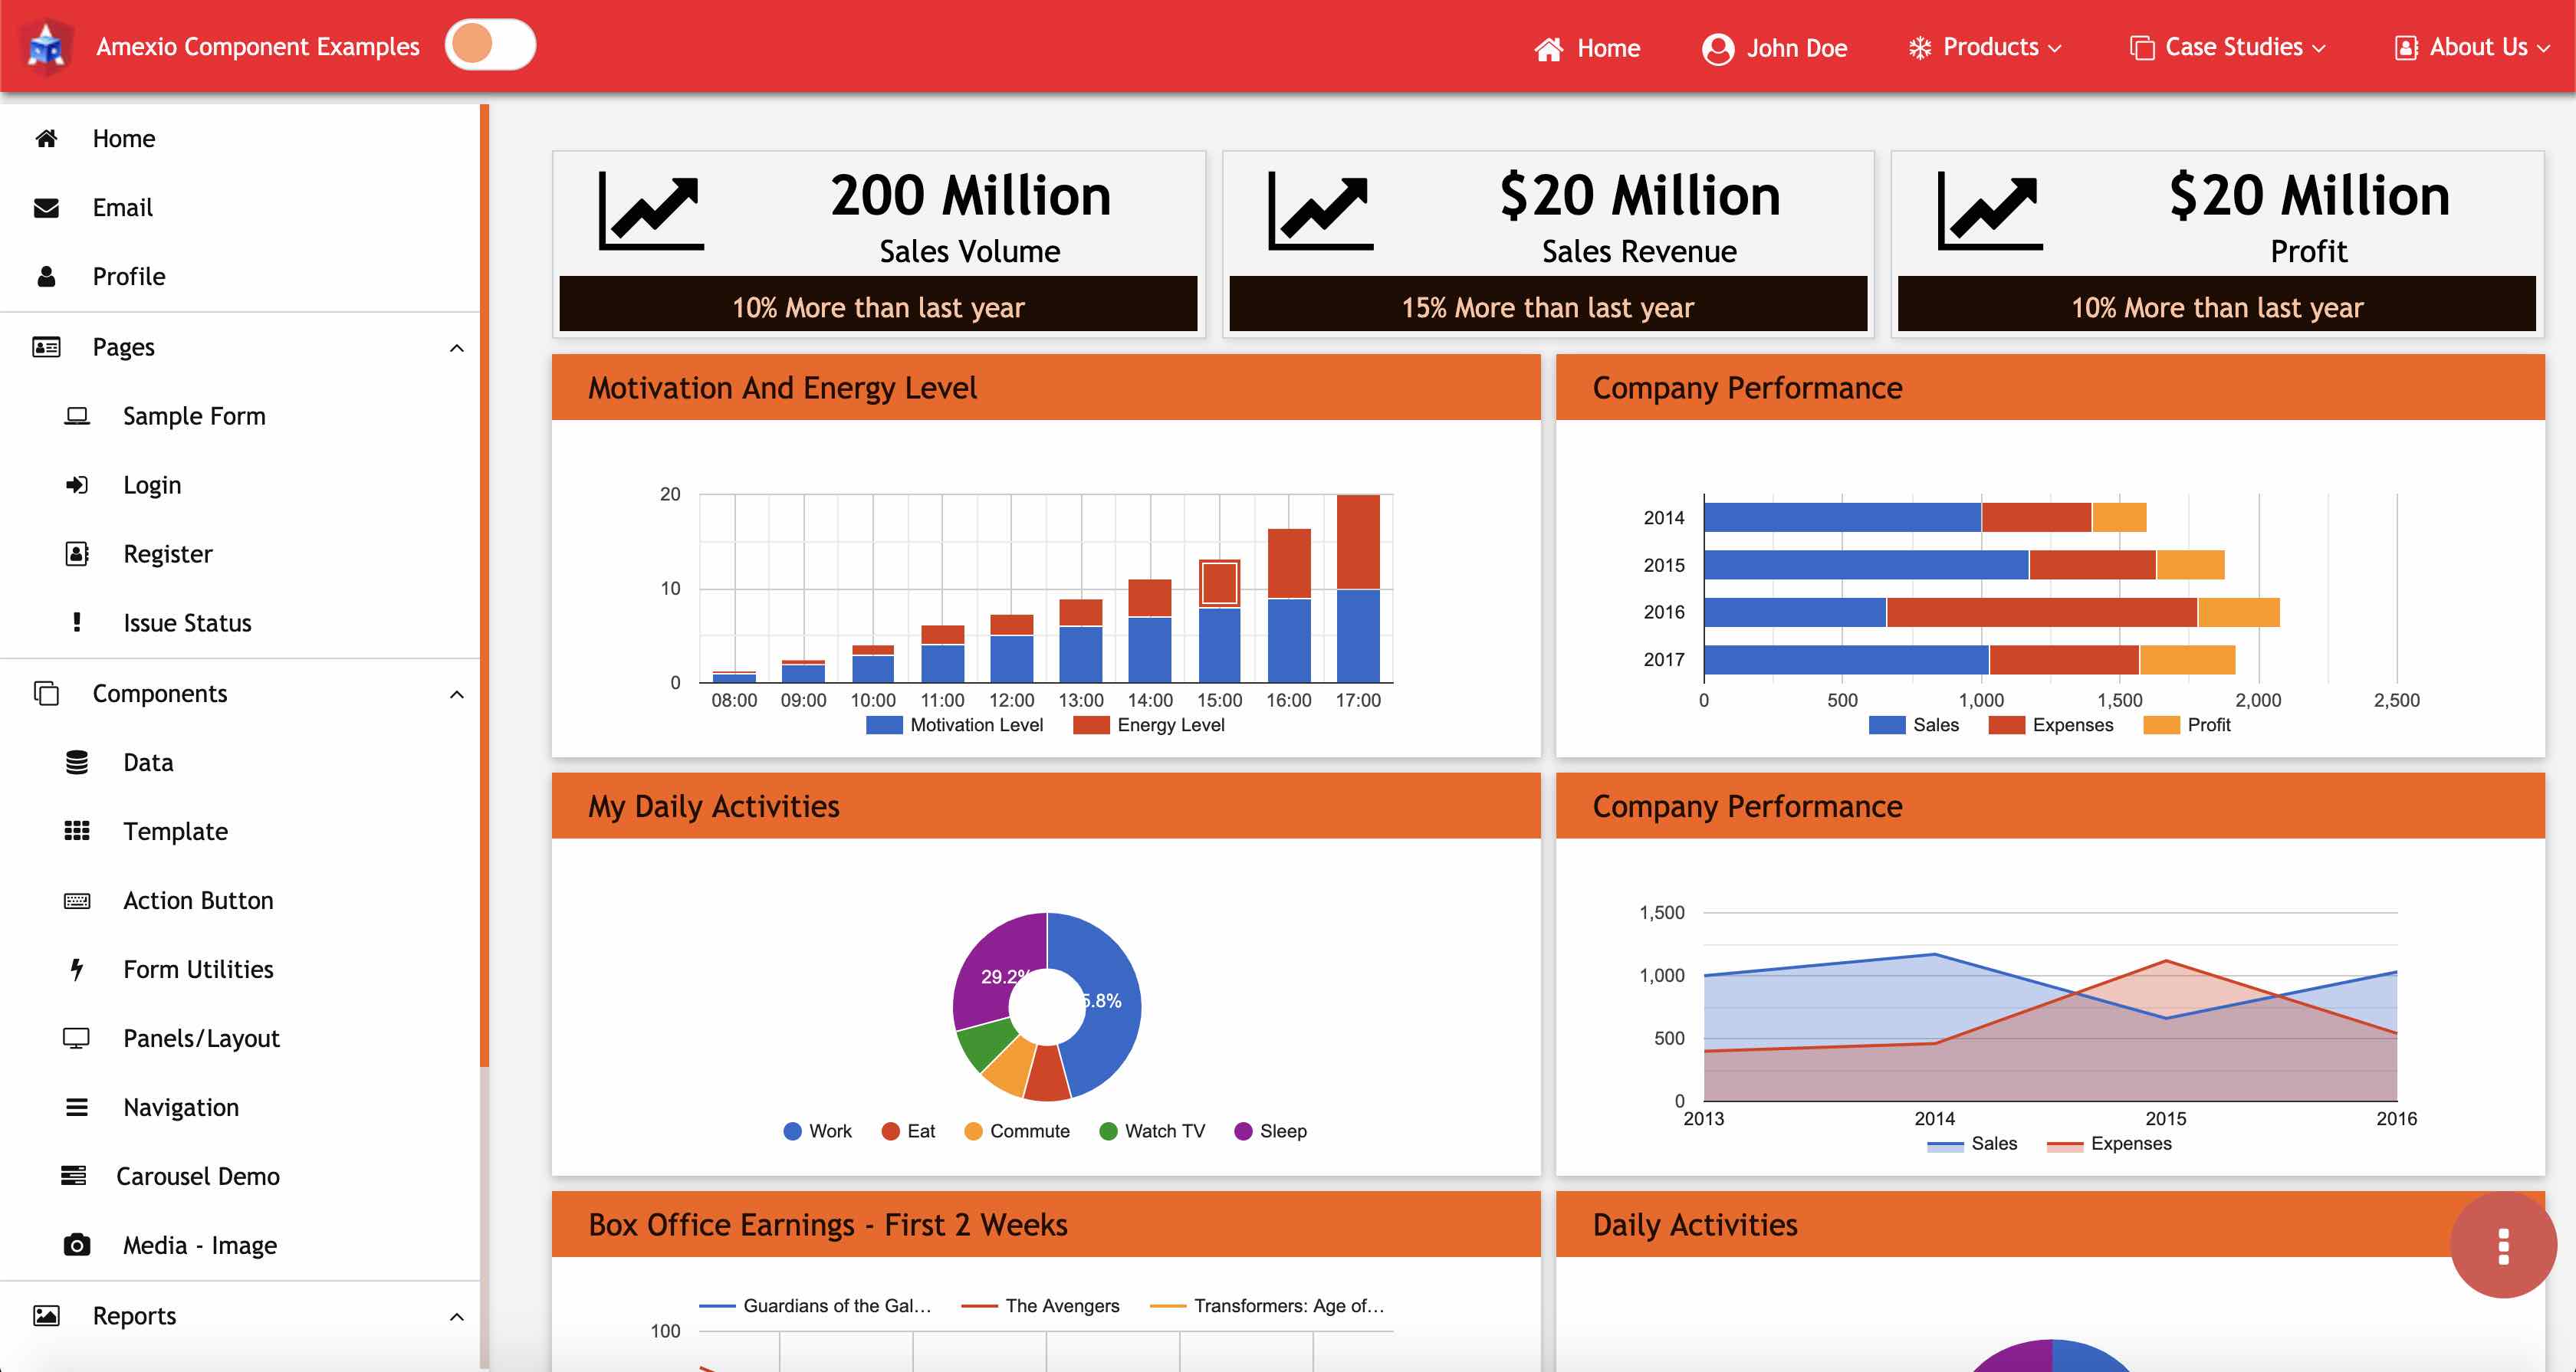 Amexio Component Examples
Home
John Doe
Products
Case Studies
About Us
Home
Email
Profile
Pages
Sample Form
Login
Register
Issue Status
Components
Data
Template
Action Button
Form Utilities
Panels/Layout
Navigation
Carousel Demo
Media - Image
Reports
200 Million
Sales Volume
10% More than last year
$20 Million
Sales Revenue
15% More than last year
$20 Million
Profit
10% More than last year
Motivation And Energy Level
20
10
0
08:00 09:00 10:00 11:00 12:00 13:00 14:00 15:00 16:00 17:00
Motivation Level Energy Level
Company Performance
2014
2015
2016
2017
0 500 1,000 1,500 2,000 2,500
Sales Expenses Profit
My Daily Activities
29.2%
5.8%
Work Eat Commute Watch TV Sleep
Company Performance
1,500
1,000
500
0
2013 2014 2015 2016
Sales Expenses
Box Office Earnings - First 2 Weeks
Guardians of the Gal... The Avengers Transformers: Age of...
100
Daily Activities